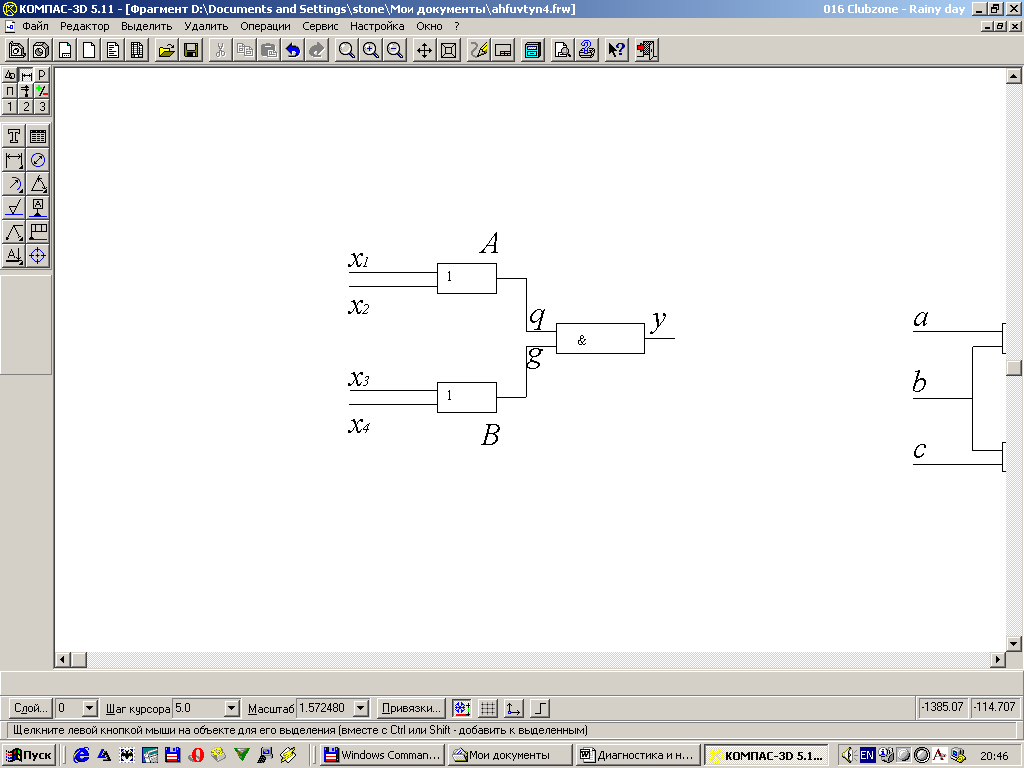 КОМПАС-3D 5.11 - [Фрагмент D:\Documents and Settings\stone\Мои документы\ahfuvtyn4.frw]
016 Clubzone - Rainy day
Файл Редактор Выделить Удалить Операции Сервис Настройка Окно ?
A
x1
1
x2
q
y
&
g
x3
1
x4
B
a
b
c
Слой... 0 Шаг курсора 5.0 Масштаб 1.572480 Привязки... -1385.07 -114.707
Щелкните левой кнопкой мыши на объекте для его выделения (вместе с Ctrl или Shift - добавить к выделенным)
Пуск Windows Comman... Мои документы Диагностика и н... КОМПАС-3D 5.1... EN 20:46